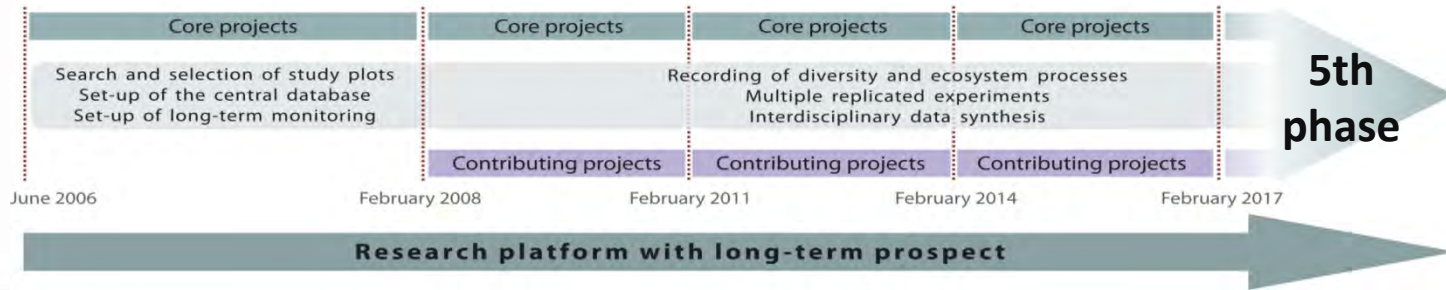 Core projects
Core projects
Core projects
Core projects
Search and selection of study plots
Set-up of the central database
Set-up of long-term monitoring
Recording of diversity and ecosystem processes
Multiple replicated experiments
Interdisciplinary data synthesis
5th
phase
Contributing projects
Contributing projects
Contributing projects
June 2006
February 2008
February 2011
February 2014
February 2017
Research platform with long-term prospect